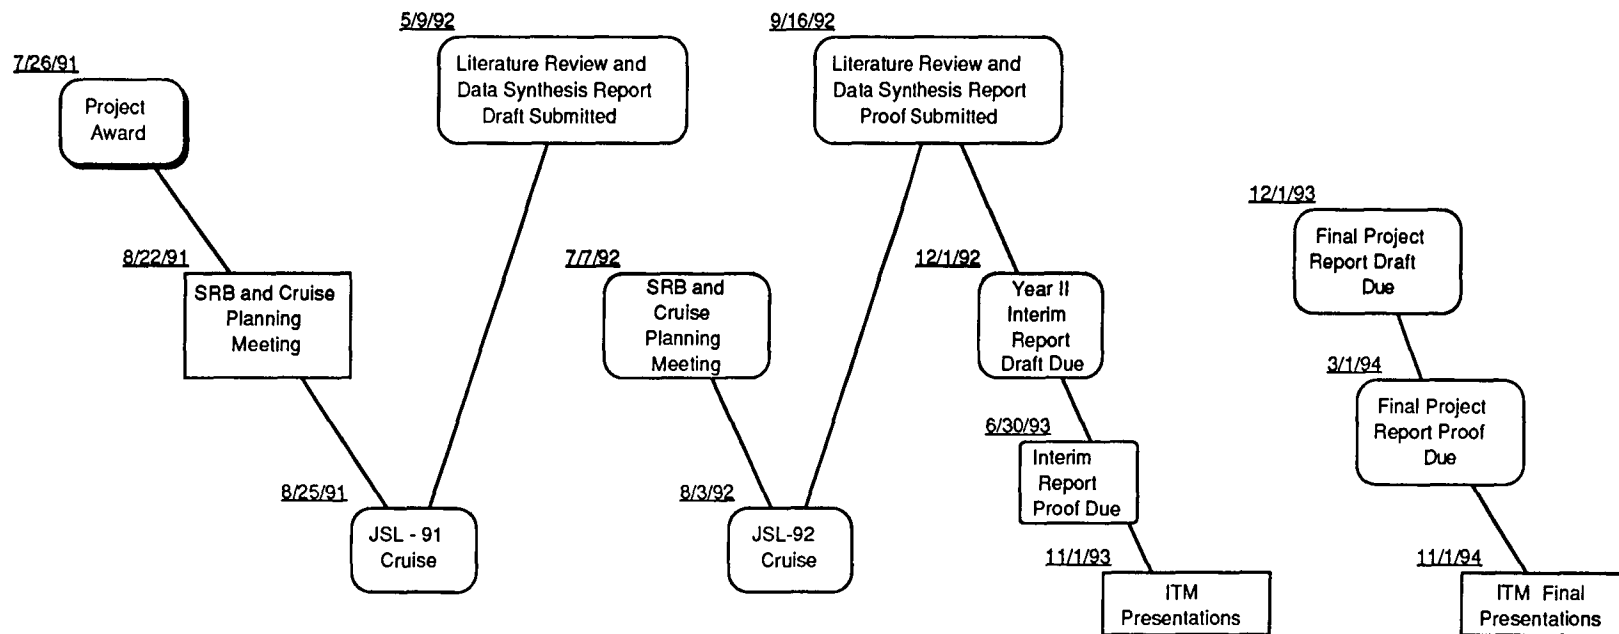 7/26/91
Project
Award
8/22/91
SRB and Cruise
Planning
Meeting
8/25/91
JSL - 91
Cruise
5/9/92
Literature Review and
Data Synthesis Report
Draft Submitted
7/7/92
SRB and
Cruise
Planning
Meeting
8/3/92
JSL-92
Cruise
9/16/92
Literature Review and
Data Synthesis Report
Proof Submitted
12/1/92
Year II
Interim
Report
Draft Due
6/30/93
Interim
Report
Proof Due
11/1/93
ITM
Presentations
12/1/93
Final Project
Report Draft
Due
3/1/94
Final Project
Report Proof
Due
11/1/94
ITM Final
Presentations